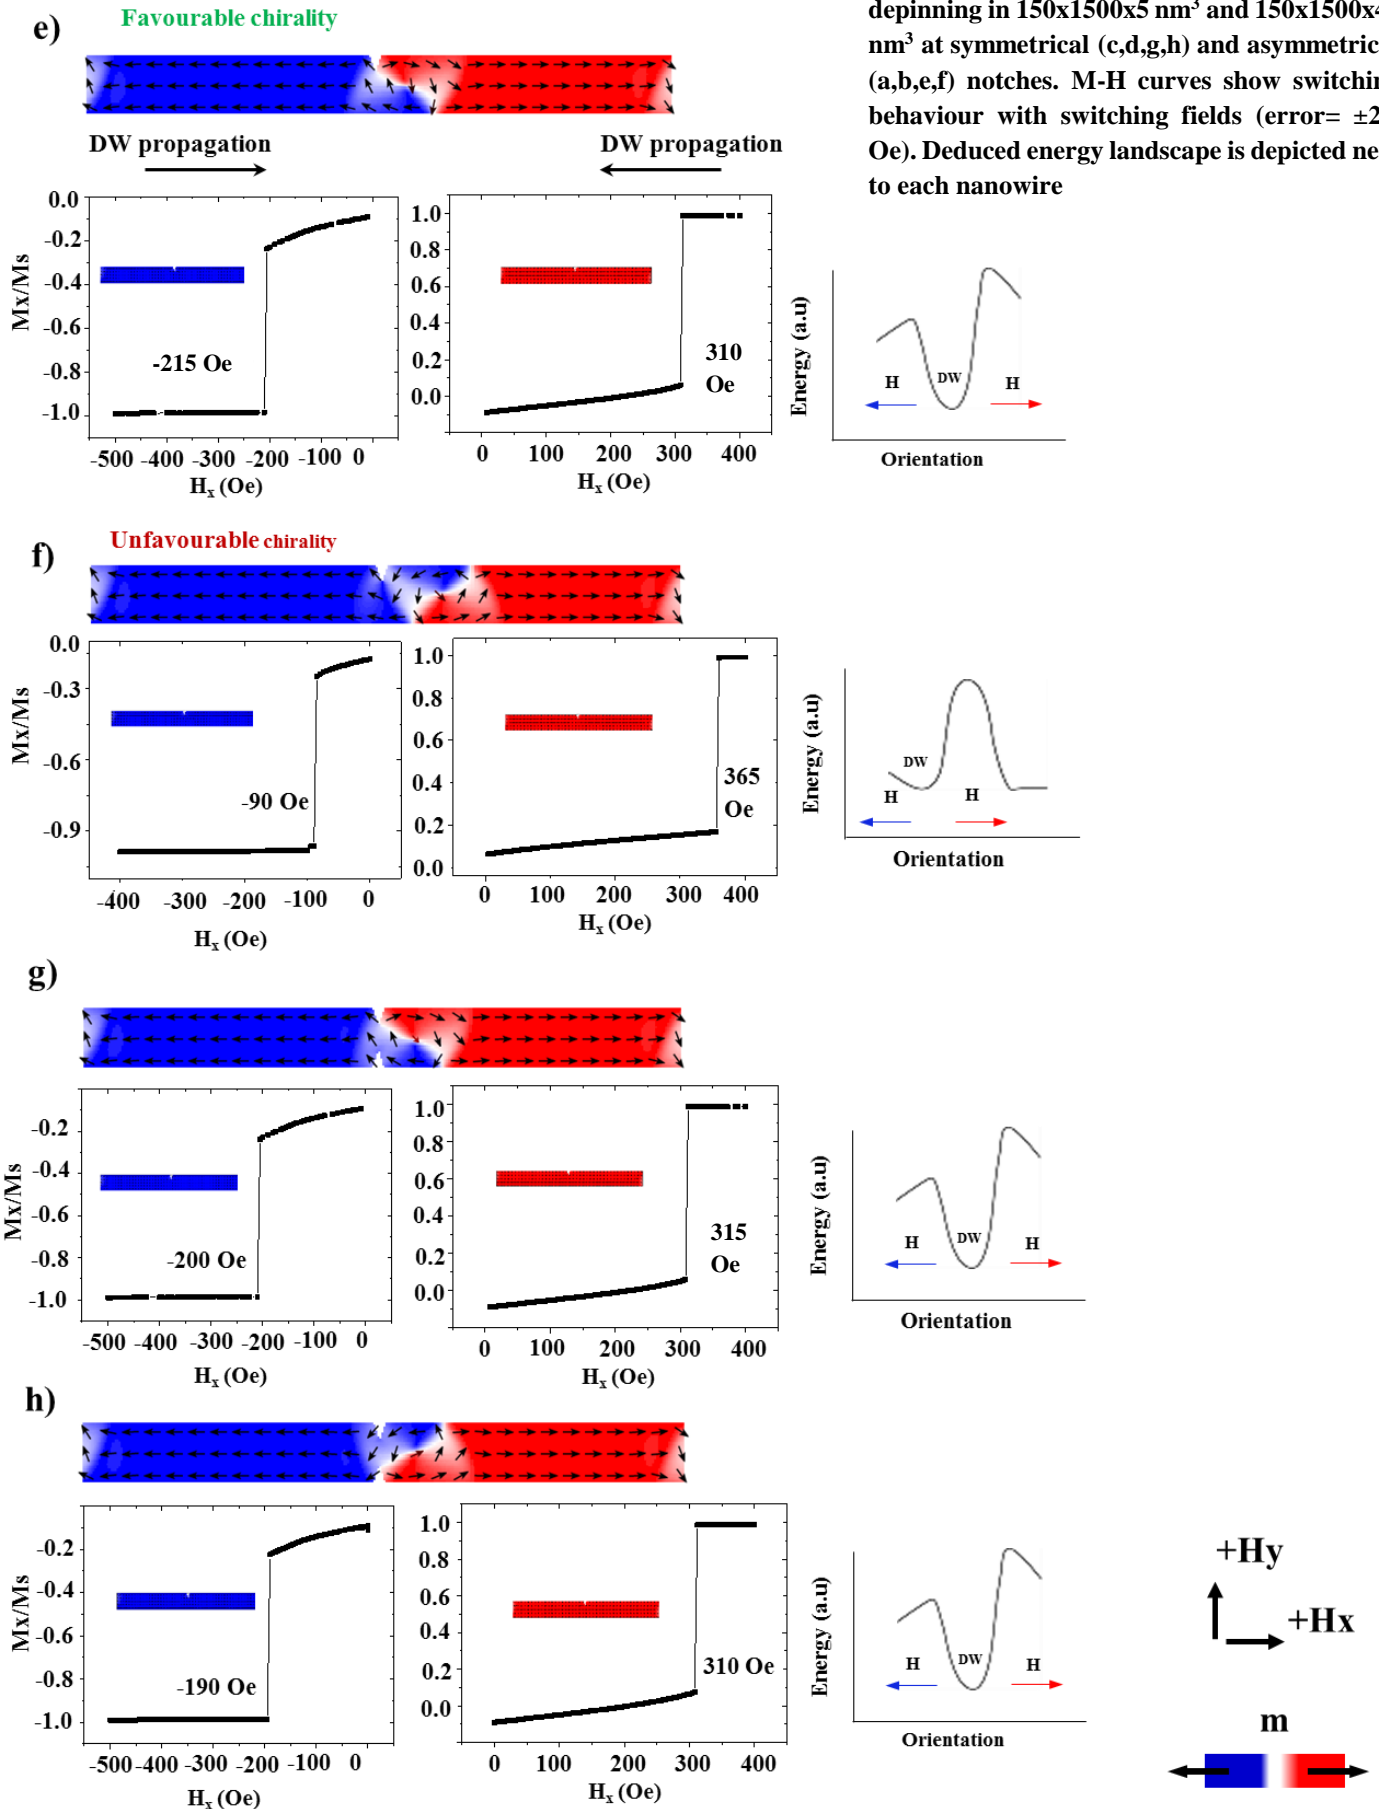 depinning in 150x1500x5 nm³ and 150x1500x4
nm³ at symmetrical (c,d,g,h) and asymmetric
(a,b,e,f) notches. M-H curves show switchin
behaviour with switching fields (error= ±2
Oe). Deduced energy landscape is depicted ne
to each nanowire
e)
Favourable chirality
DW propagation
DW propagation
0.0
-0.2
-0.4
-0.6
-0.8
-1.0
Mx/Ms
-215 Oe
-500 -400 -300 -200 -100 0
Hₓ (Oe)
1.0
0.8
0.6
0.4
0.2
0.0
310
Oe
0 100 200 300 400
Hₓ (Oe)
Energy (a.u)
H DW H
Orientation
f)
Unfavourable chirality
0.0
-0.3
-0.6
-0.9
Mx/Ms
-90 Oe
-400 -300 -200 -100 0
Hₓ (Oe)
1.0
0.8
0.6
0.4
0.2
0.0
365
Oe
0 100 200 300 400
Hₓ (Oe)
Energy (a.u)
DW
H H
Orientation
g)
-0.2
-0.4
-0.6
-0.8
-1.0
Mx/Ms
-200 Oe
-500 -400 -300 -200 -100 0
Hₓ (Oe)
1.0
0.8
0.6
0.4
0.2
0.0
315
Oe
0 100 200 300 400
Hₓ (Oe)
Energy (a.u)
H DW H
Orientation
h)
-0.2
-0.4
-0.6
-0.8
-1.0
Mx/Ms
-190 Oe
-500 -400 -300 -200 -100 0
Hₓ (Oe)
1.0
0.8
0.6
0.4
0.2
0.0
310 Oe
0 100 200 300 400
Hₓ (Oe)
Energy (a.u)
H DW H
Orientation
+Hy
+Hx
m